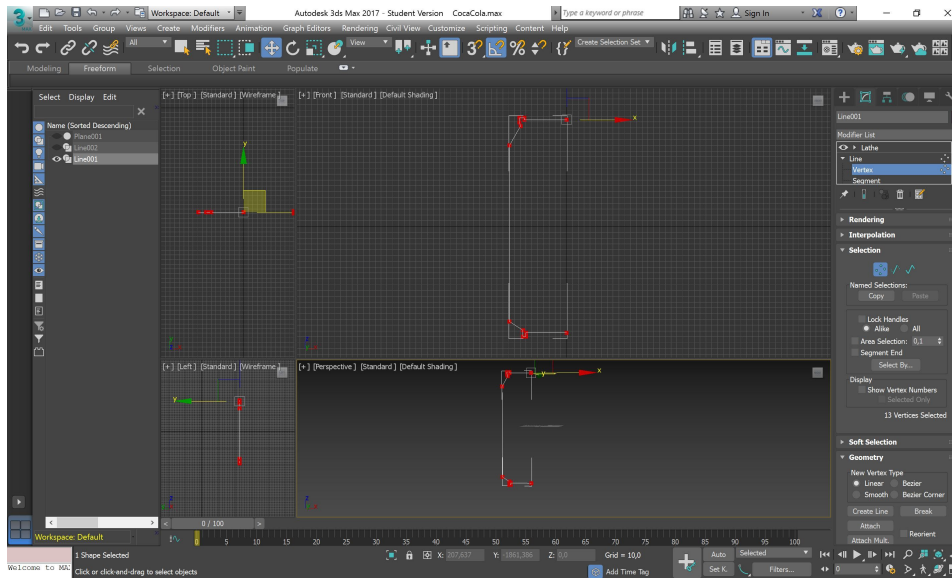 3 Workspace: Default Autodesk 3ds Max 2017 - Student Version CocaCola.max Type a keyword or phrase Sign In
Edit Tools Group Views Create Modifiers Animation Graph Editors Rendering Civil View Customize Scripting Content Help
All View Create Selection Set
Modeling Freeform Selection Object Paint Populate
Select Display Edit
Name (Sorted Descending)
Plane001
Line002
Line001
[+] [Top ] [Standard ] [Wireframe ]
y
[+] [Front ] [Standard ] [Default Shading ]
x
[+] [Left ] [Standard ] [Wireframe ]
y
z
[+] [Perspective ] [Standard ] [Default Shading ]
y
x
z
Line001
Modifier List
Lathe
Line
Vertex
Segment
Rendering
Interpolation
Selection
Named Selections:
Copy Paste
Lock Handles
Alike All
Area Selection: 0,1
Segment End
Select By...
Display
Show Vertex Numbers
Selected Only
13 Vertices Selected
Soft Selection
Geometry
New Vertex Type
Linear Bezier
Smooth Bezier Corner
Create Line Break
Attach Reorient
Attach Mult.
< 0 / 100 >
Workspace: Default
0 5 10 15 20 25 30 35 40 45 50 55 60 65 70 75 80 85 90 95 100
1 Shape Selected X: 207,637 Y: -1861,386 Z: 0,0 Grid = 10,0 Auto Selected
Welcome to MA Click or click-and-drag to select objects Add Time Tag Set K. Filters... 0